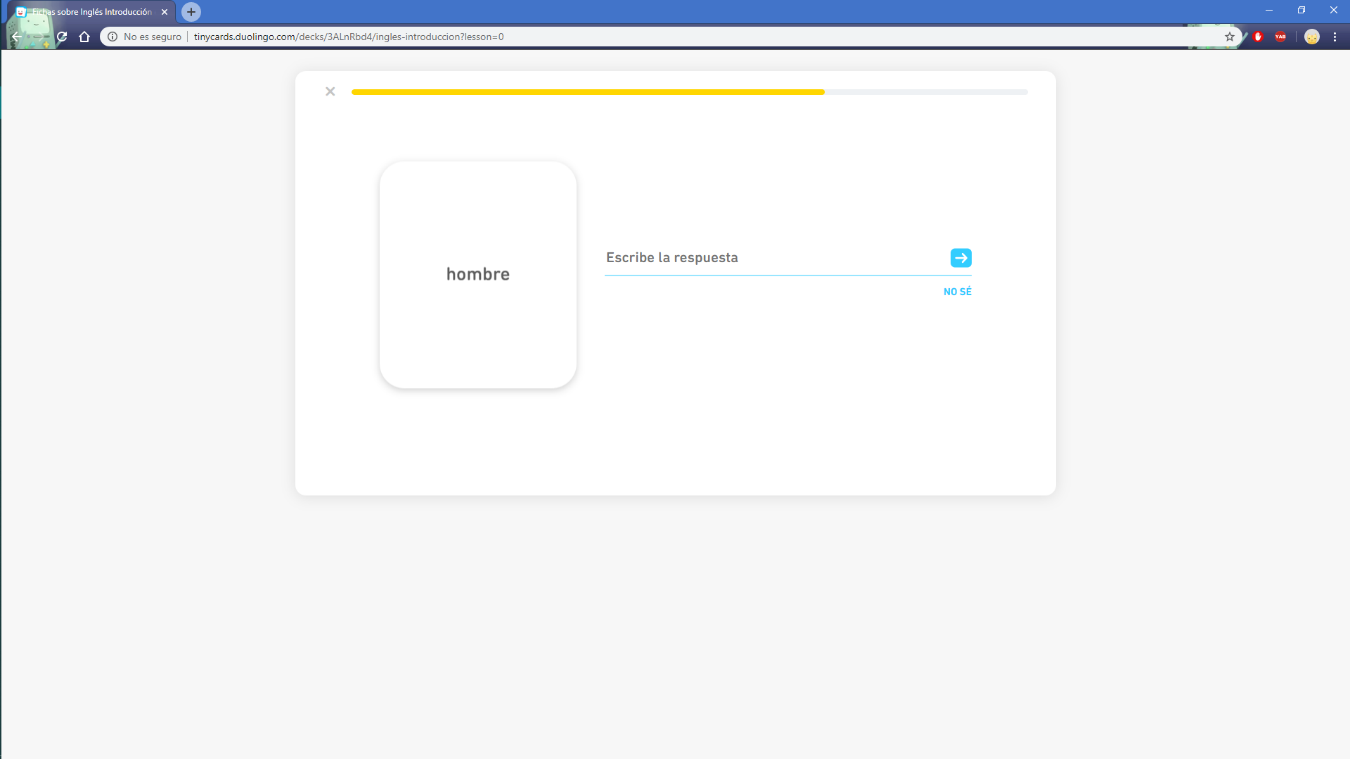 Fichas sobre Inglés Introducción
No es seguro
tinycards.duolingo.com/decks/3ALnRbd4/ingles-introduccion?lesson=0
hombre
Escribe la respuesta
NO SÉ